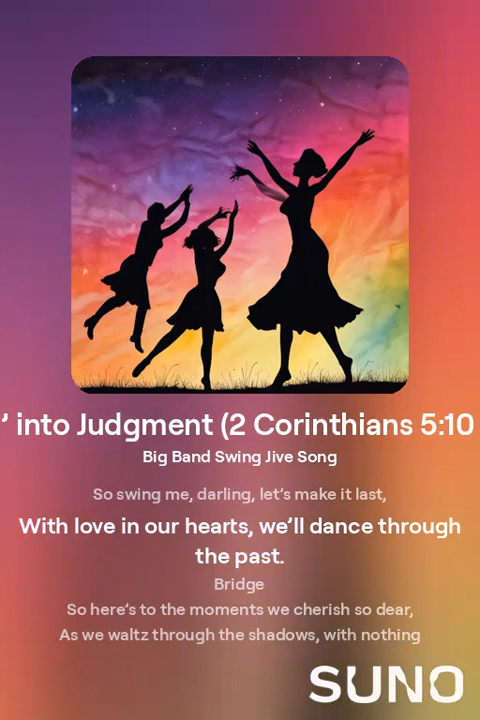 ’ into Judgment (2 Corinthians 5:10
Big Band Swing Jive Song
So swing me, darling, let’s make it last,
With love in our hearts, we’ll dance through
the past.
Bridge
So here’s to the moments we cherish so dear,
As we waltz through the shadows, with nothing
SUNO